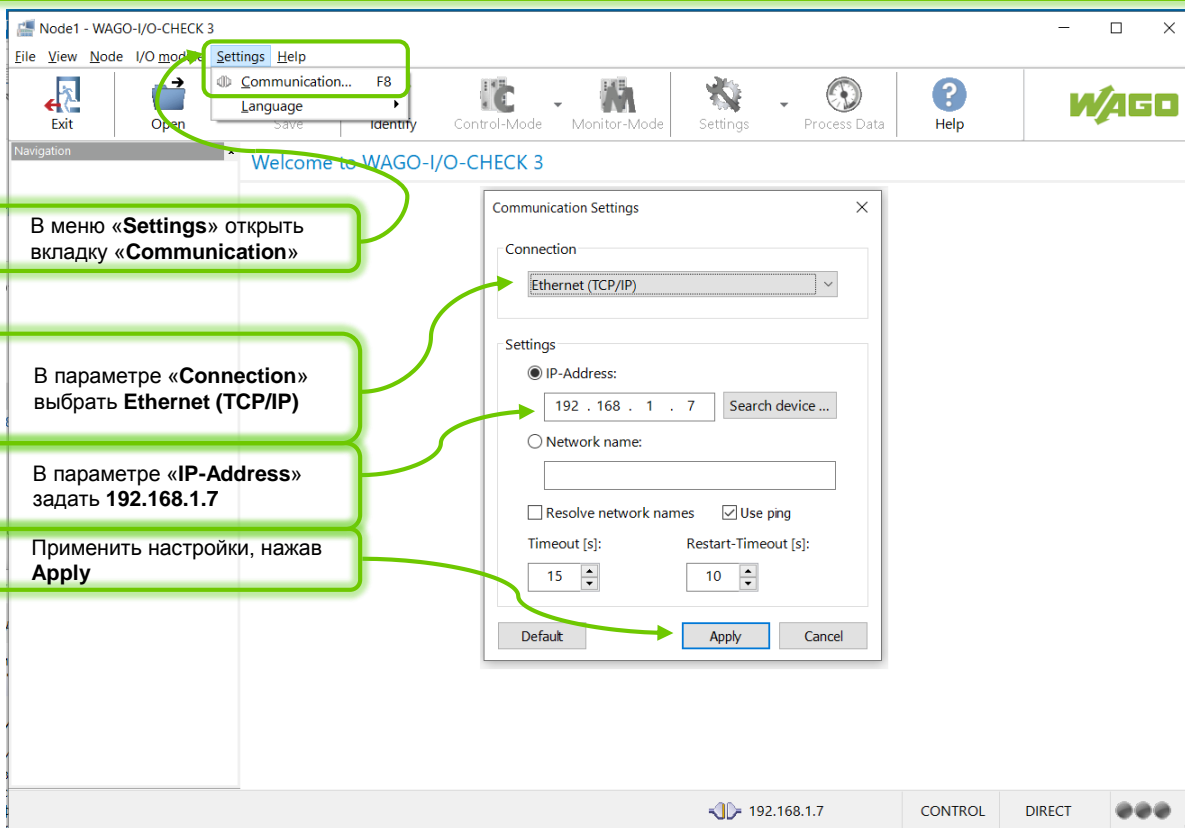 Node1 - WAGO-I/O-CHECK 3
File View Node I/O module Settings Help
Communication... F8
Language
Exit Open Save Identify Control-Mode Monitor-Mode Settings Process Data Help
WAGO
Navigation
Welcome to WAGO-I/O-CHECK 3
В меню «Settings» открыть
вкладку «Communication»
В параметре «Connection»
выбрать Ethernet (TCP/IP)
В параметре «IP-Address»
задать 192.168.1.7
Применить настройки, нажав
Apply
Communication Settings
Connection
Ethernet (TCP/IP)
Settings
IP-Address:
192 . 168 . 1 . 7 Search device ...
Network name:
Resolve network names Use ping
Timeout [s]: Restart-Timeout [s]:
15 10
Default Apply Cancel
192.168.1.7 CONTROL DIRECT